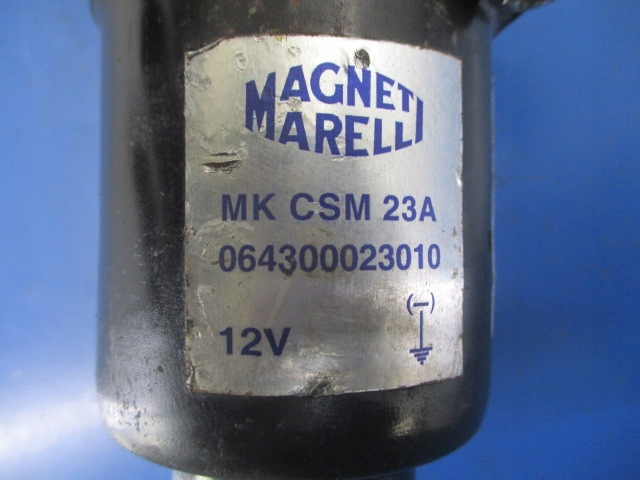 MAGNETI
MARELLI
MK CSM 23A
064300023010
(−)
12V